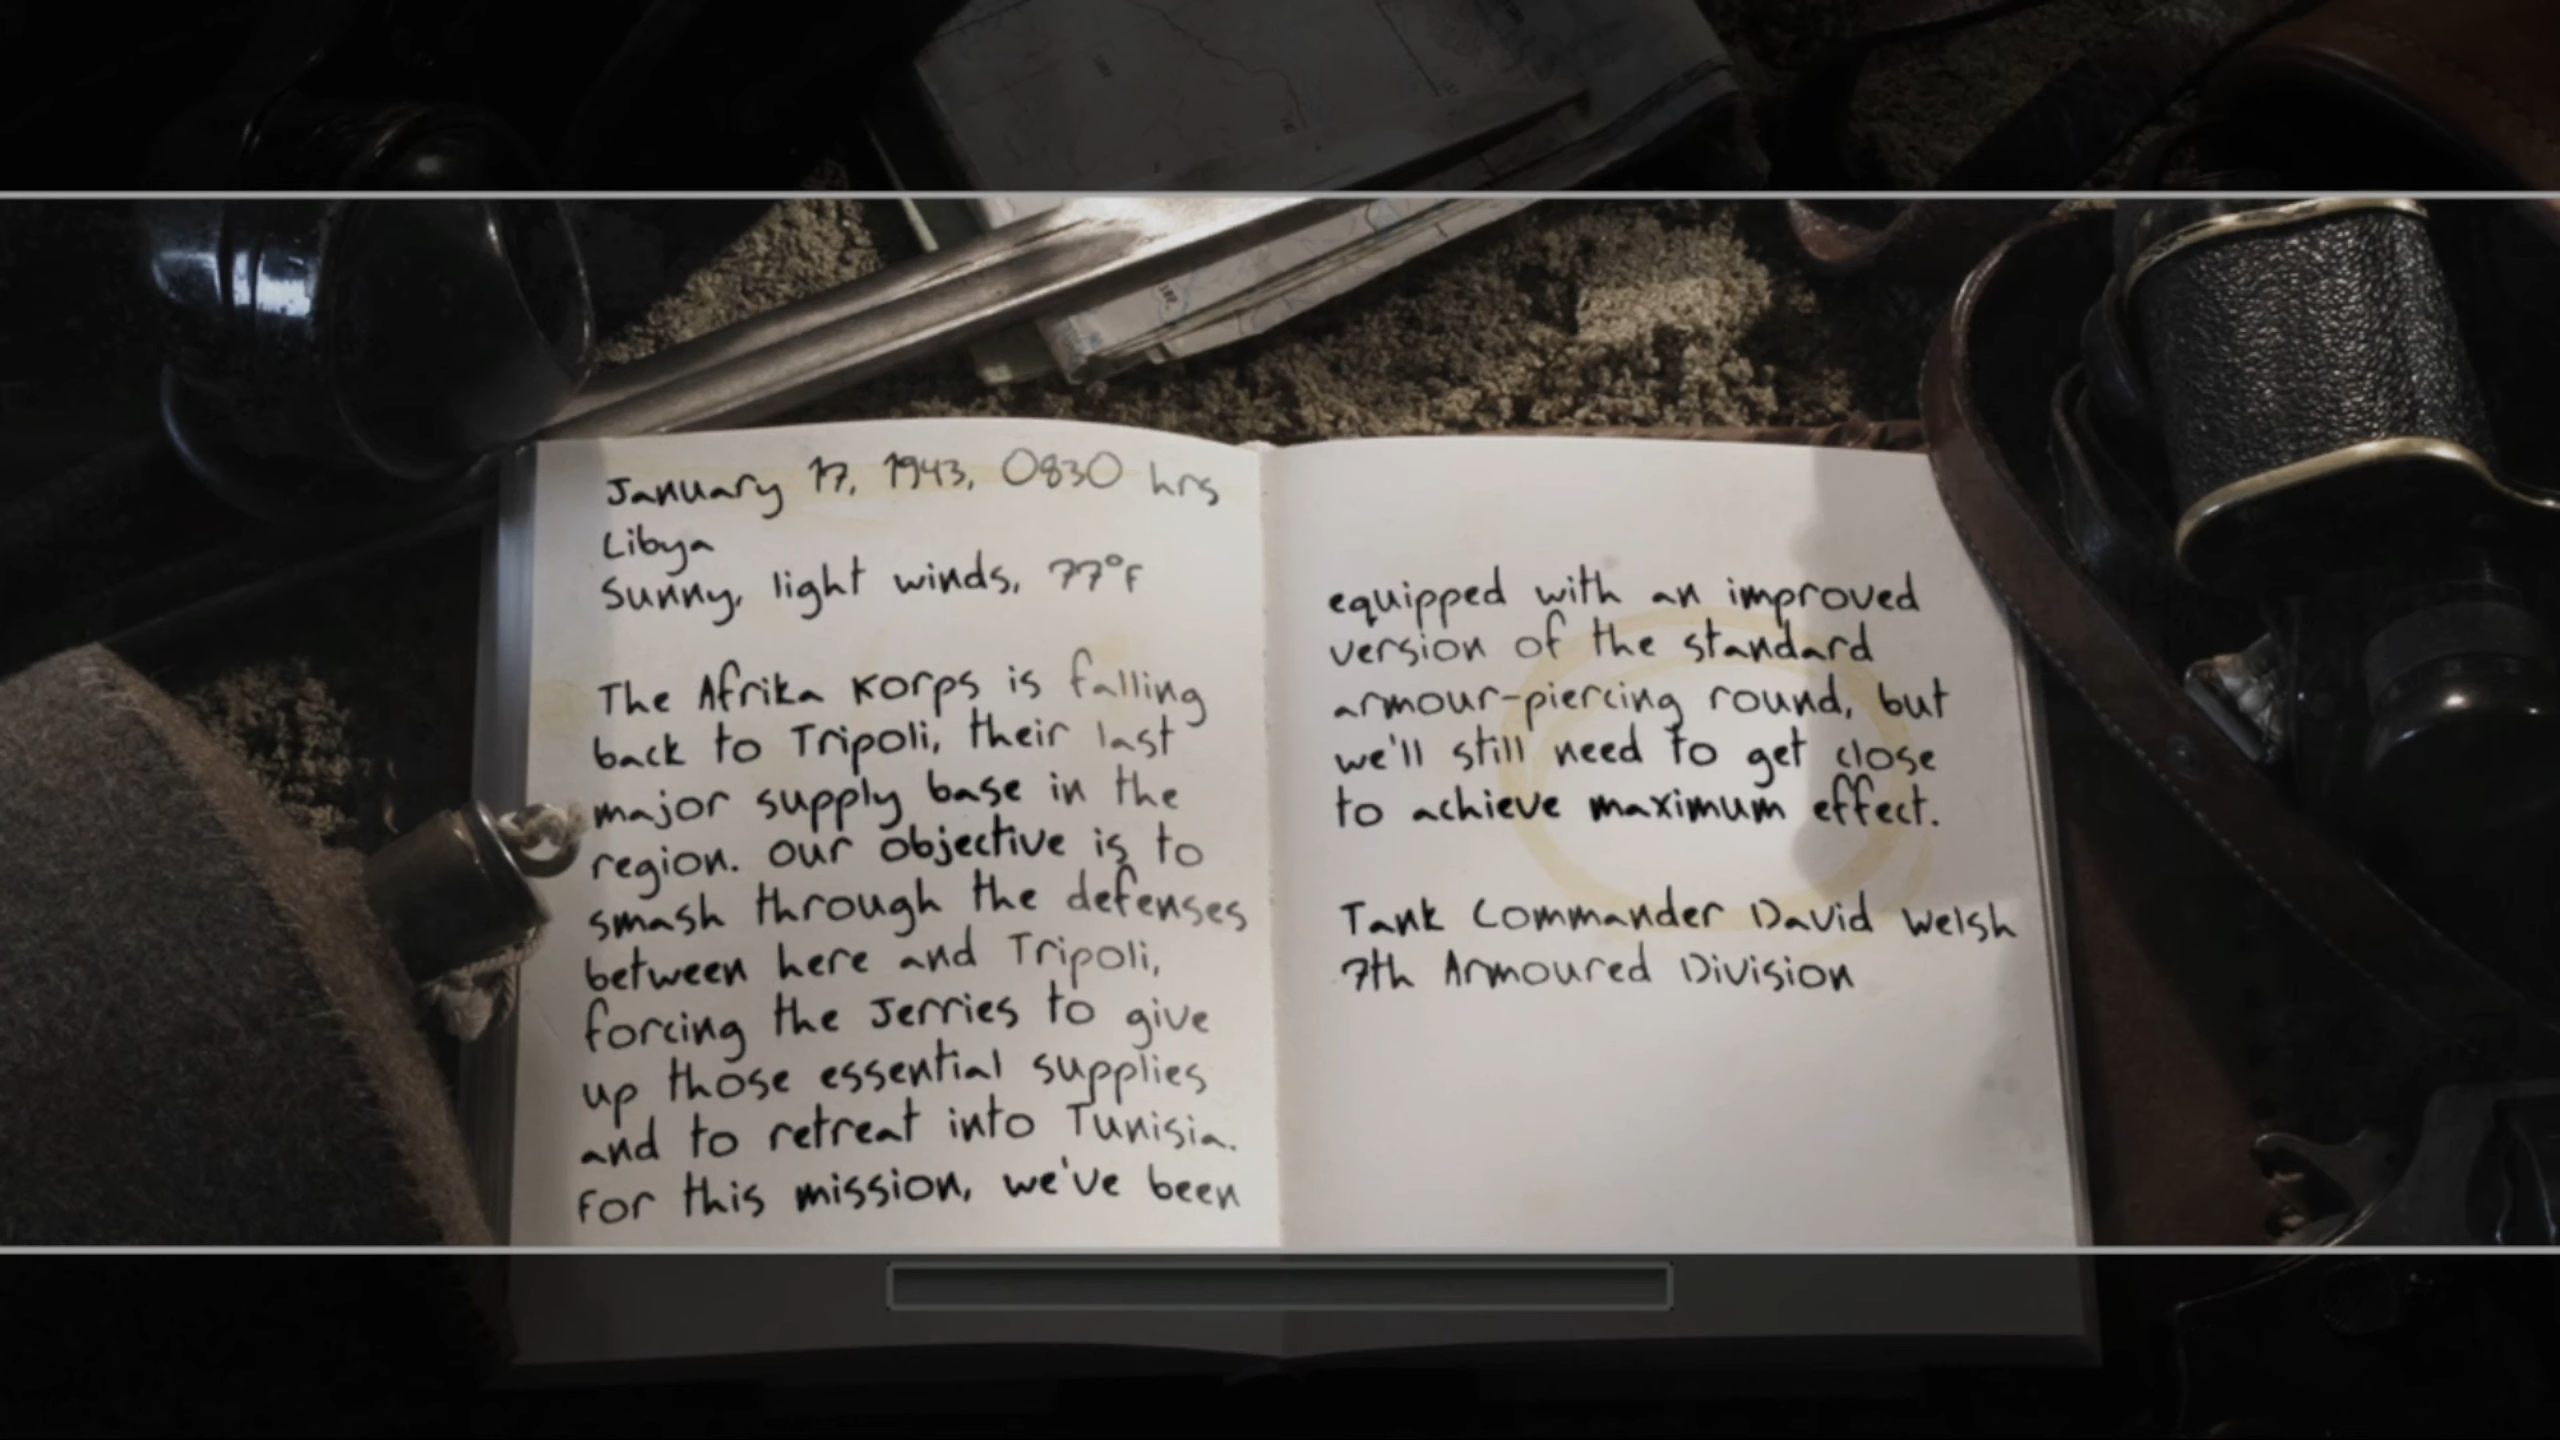 January 17, 1943, 0830 hrs
Libya
Sunny, light winds, 77°F
The Afrika Korps is falling
back to Tripoli, their last
major supply base in the
region. Our objective is to
smash through the defenses
between here and Tripoli,
forcing the Jerries to give
up those essential supplies
and to retreat into Tunisia.
For this mission, we've been
equipped with an improved
version of the standard
armour-piercing round, but
we'll still need to get close
to achieve maximum effect.
Tank Commander David Welsh
7th Armoured Division